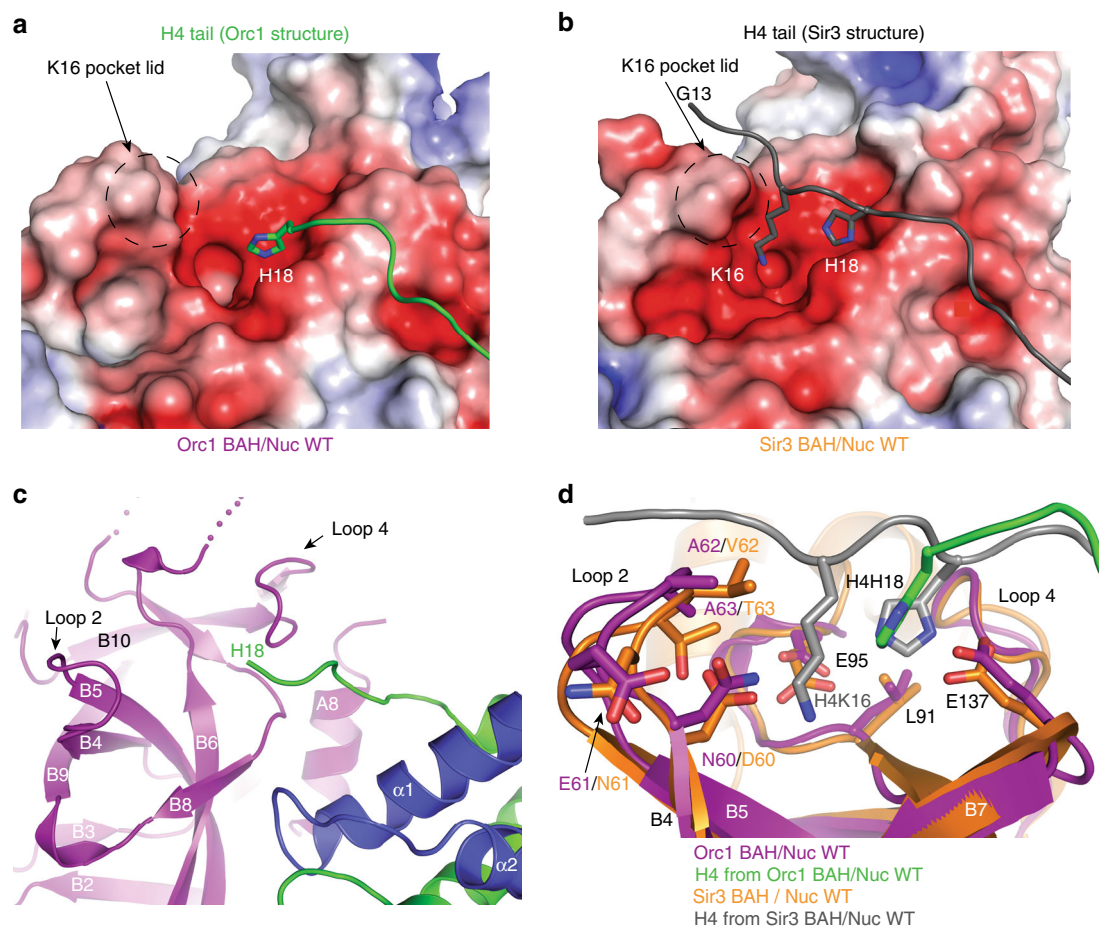 a
H4 tail (Orc1 structure)
K16 pocket lid
H18
Orc1 BAH/Nuc WT
b
H4 tail (Sir3 structure)
K16 pocket lid
G13
K16
H18
Sir3 BAH/Nuc WT
c
Loop 4
Loop 2
B10
H18
B5
A8
B4
B6
B9
α1
B8
B3
α2
B2
d
A62/V62
Loop 2
H4H18
Loop 4
A63/T63
E95
H4K16
E137
L91
N60/D60
E61/N61
B5
B7
B4
Orc1 BAH/Nuc WT
H4 from Orc1 BAH/Nuc WT
Sir3 BAH / Nuc WT
H4 from Sir3 BAH/Nuc WT